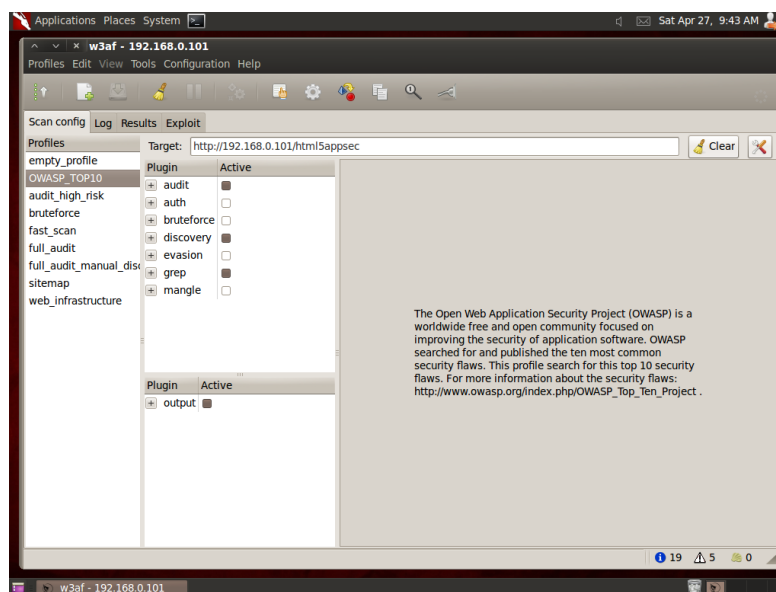 Applications Places System
Sat Apr 27, 9:43 AM
w3af - 192.168.0.101
Profiles Edit View Tools Configuration Help
Scan config Log Results Exploit
Profiles
empty_profile
OWASP_TOP10
audit_high_risk
bruteforce
fast_scan
full_audit
full_audit_manual_disc
sitemap
web_infrastructure
Target: http://192.168.0.101/html5appsec
Clear
Plugin Active
audit
auth
bruteforce
discovery
evasion
grep
mangle
Plugin Active
output
The Open Web Application Security Project (OWASP) is a
worldwide free and open community focused on
improving the security of application software. OWASP
searched for and published the ten most common
security flaws. This profile search for this top 10 security
flaws. For more information about the security flaws:
http://www.owasp.org/index.php/OWASP_Top_Ten_Project .
19 5 0
w3af - 192.168.0.101